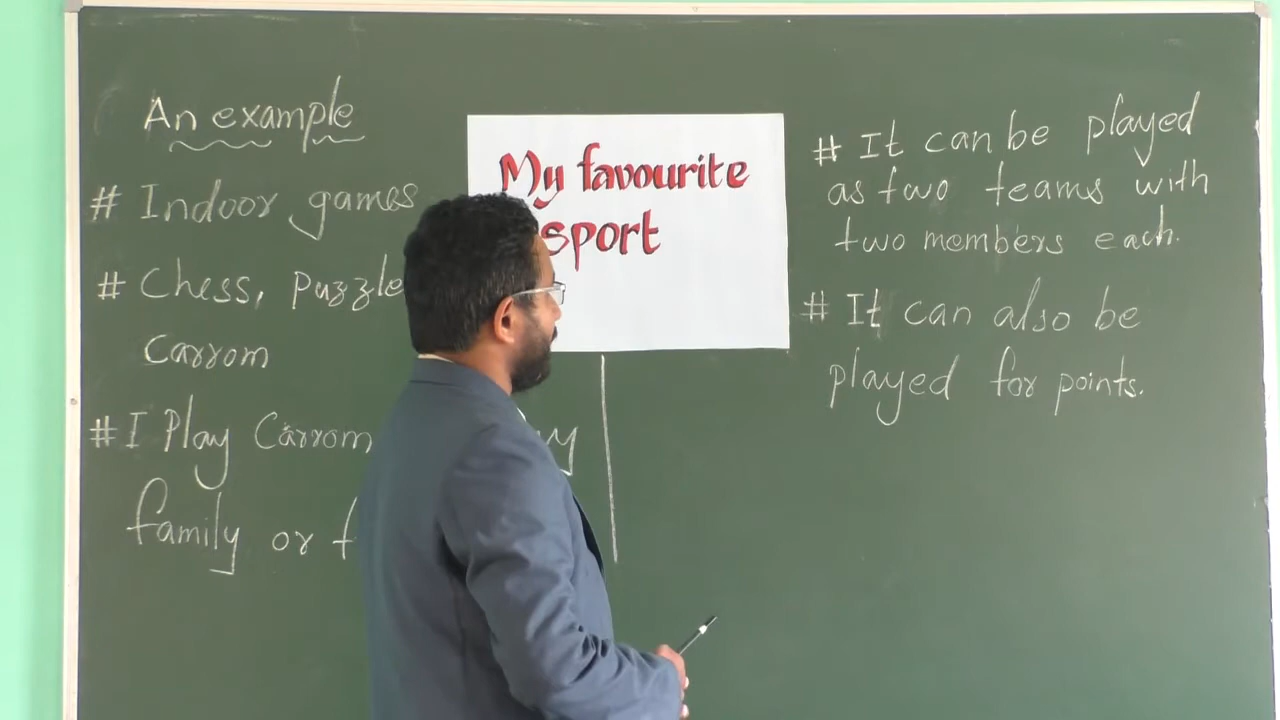 An example
# Indoor games
# Chess, puzzle
Carrom
# I Play Carrom
family or
My favourite
sport
# It can be played
as two teams with
two members each.
# It can also be
played for points.